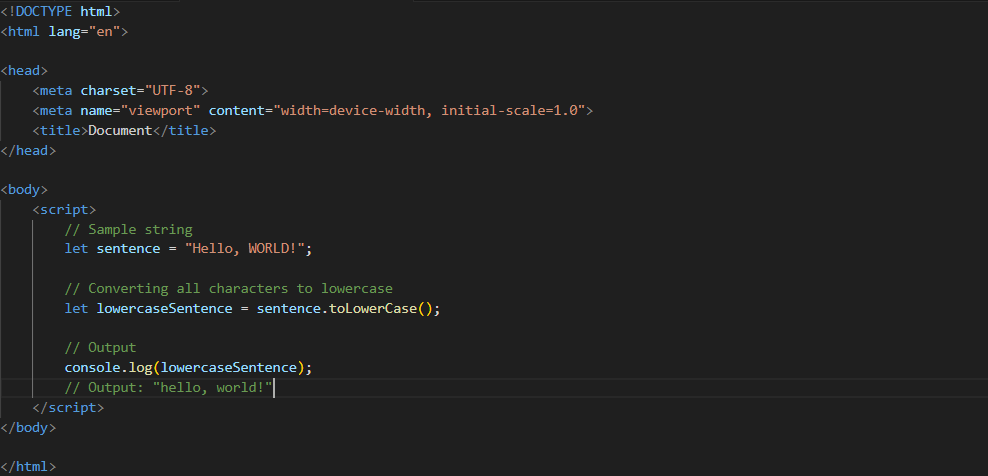 <!DOCTYPE html>
<html lang="en">
<head>
<meta charset="UTF-8">
<meta name="viewport" content="width=device-width, initial-scale=1.0">
<title>Document</title>
</head>
<body>
<script>
// Sample string
let sentence = "Hello, WORLD!";
// Converting all characters to lowercase
let lowercaseSentence = sentence.toLowerCase();
// Output
console.log(lowercaseSentence);
// Output: "hello, world!"
</script>
</body>
</html>